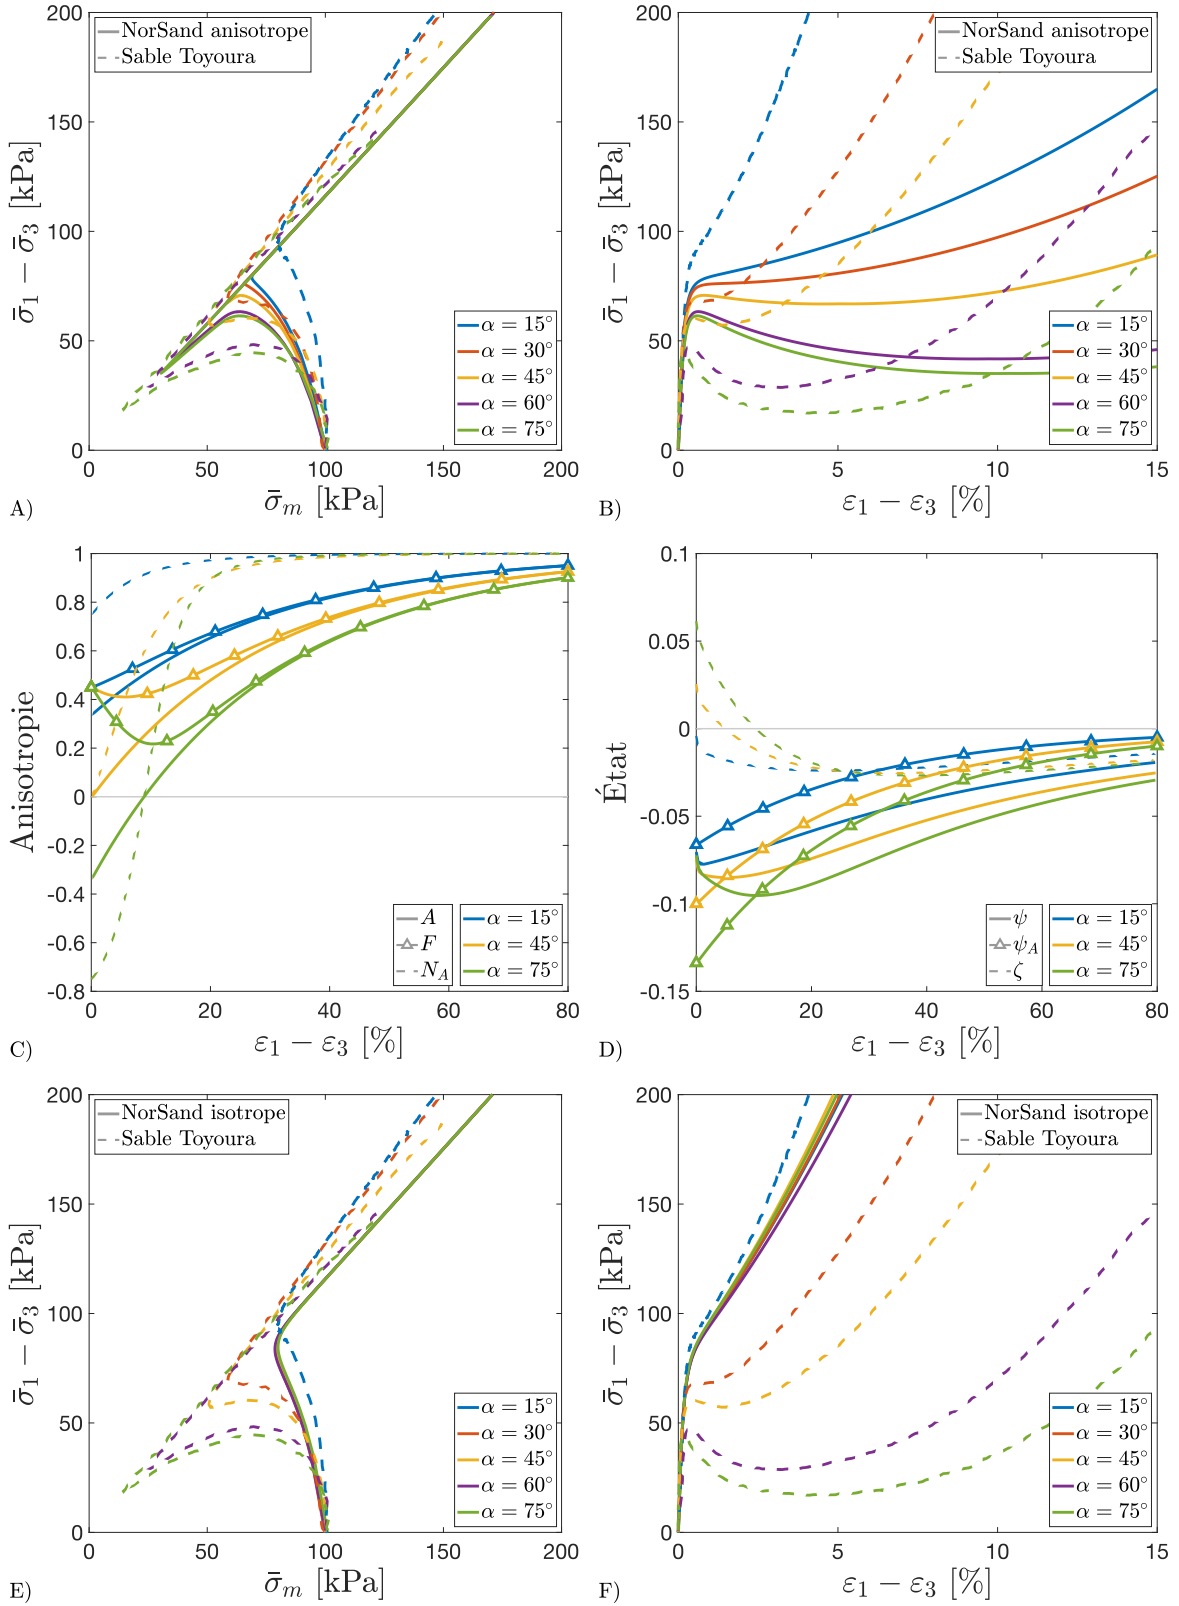 200
150
100
50
0
0
50
100
150
200
NorSand anisotrope
Sable Toyoura
α = 15°
α = 30°
α = 45°
α = 60°
α = 75°
σ̄₁ − σ̄₃ [kPa]
σ̄ₘ [kPa]
A)
200
150
100
50
0
0
5
10
15
NorSand anisotrope
Sable Toyoura
α = 15°
α = 30°
α = 45°
α = 60°
α = 75°
σ̄₁ − σ̄₃ [kPa]
ε₁ − ε₃ [%]
B)
1
0.8
0.6
0.4
0.2
0
-0.2
-0.4
-0.6
-0.8
0
20
40
60
80
A
F
N_A
α = 15°
α = 45°
α = 75°
Anisotropie
ε₁ − ε₃ [%]
C)
0.1
0.05
0
-0.05
-0.1
-0.15
0
20
40
60
80
ψ
ψ_A
ζ
α = 15°
α = 45°
α = 75°
État
ε₁ − ε₃ [%]
D)
200
150
100
50
0
0
50
100
150
200
NorSand isotrope
Sable Toyoura
α = 15°
α = 30°
α = 45°
α = 60°
α = 75°
σ̄₁ − σ̄₃ [kPa]
σ̄ₘ [kPa]
E)
200
150
100
50
0
0
5
10
15
NorSand isotrope
Sable Toyoura
α = 15°
α = 30°
α = 45°
α = 60°
α = 75°
σ̄₁ − σ̄₃ [kPa]
ε₁ − ε₃ [%]
F)